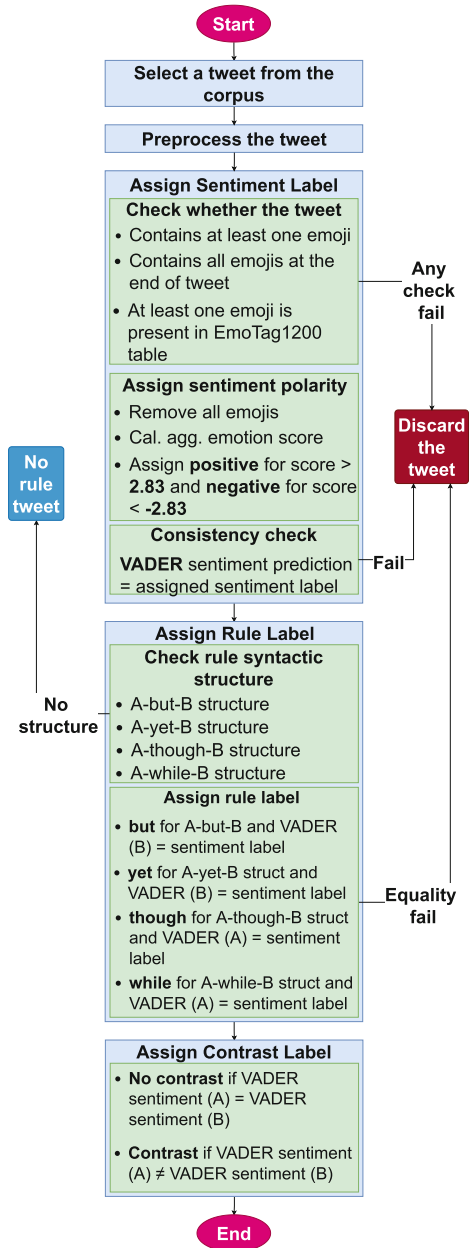 Start
Select a tweet from the
corpus
Preprocess the tweet
Assign Sentiment Label
Check whether the tweet
• Contains at least one emoji
• Contains all emojis at the
end of tweet
• At least one emoji is
present in EmoTag1200
table
Any
check
fail
Assign sentiment polarity
• Remove all emojis
• Cal. agg. emotion score
• Assign positive for score >
2.83 and negative for score
< -2.83
Discard
the
tweet
No
rule
tweet
Consistency check
VADER sentiment prediction
= assigned sentiment label
Fail
Assign Rule Label
Check rule syntactic
structure
• A-but-B structure
• A-yet-B structure
• A-though-B structure
• A-while-B structure
No
structure
Assign rule label
• but for A-but-B and VADER
(B) = sentiment label
• yet for A-yet-B struct and
VADER (B) = sentiment label
• though for A-though-B struct
and VADER (A) = sentiment
label
• while for A-while-B struct and
VADER (A) = sentiment label
Equality
fail
Assign Contrast Label
• No contrast if VADER
sentiment (A) = VADER
sentiment (B)
• Contrast if VADER sentiment
(A) ≠ VADER sentiment (B)
End